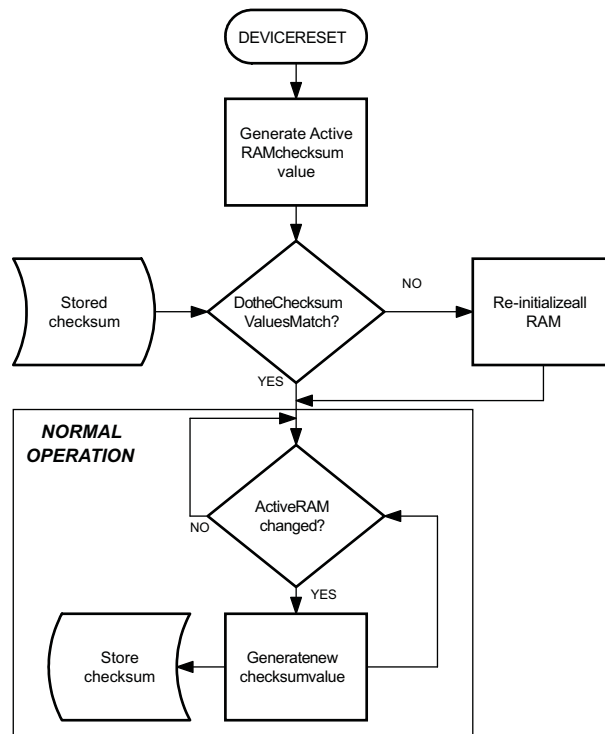 DEVICERESET
Generate Active
RAMchecksum
value
Stored
checksum
DotheChecksum
ValuesMatch?
NO
Re-initializeall
RAM
YES
NORMAL
OPERATION
ActiveRAM
changed?
NO
YES
Store
checksum
Generatenew
checksumvalue